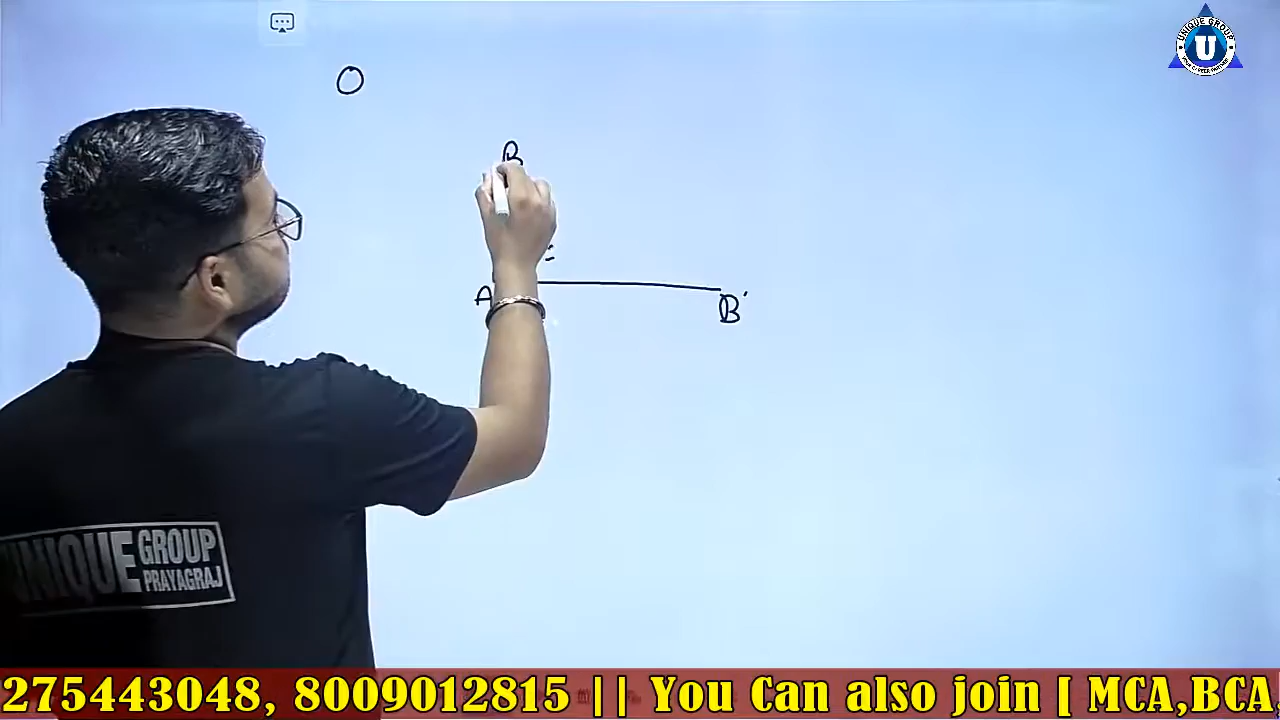 UNIQUE GROUP
U
O
B
A
B'
UNIQUE GROUP
PRAYAGRAJ
275443048, 8009012815 || You Can also join [ MCA,BCA,